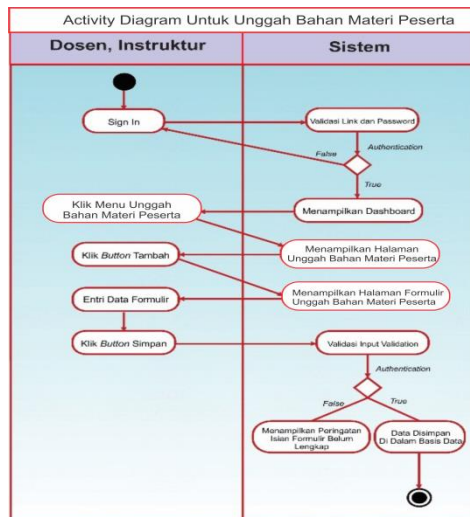 Activity Diagram Untuk Unggah Bahan Materi Peserta
Dosen, Instruktur
Sistem
Sign In
Validasi Link dan Password
Authentication
False
True
Menampilkan Dashboard
Klik Menu Unggah
Bahan Materi Peserta
Menampilkan Halaman
Unggah Bahan Materi Peserta
Klik Button Tambah
Menampilkan Halaman Formulir
Unggah Bahan Materi Peserta
Entri Data Formulir
Klik Button Simpan
Validasi Input Validation
Authentication
False
True
Menampilkan Peringatan
Isian Formulir Belum
Lengkap
Data Disimpan
Di Dalam Basis Data